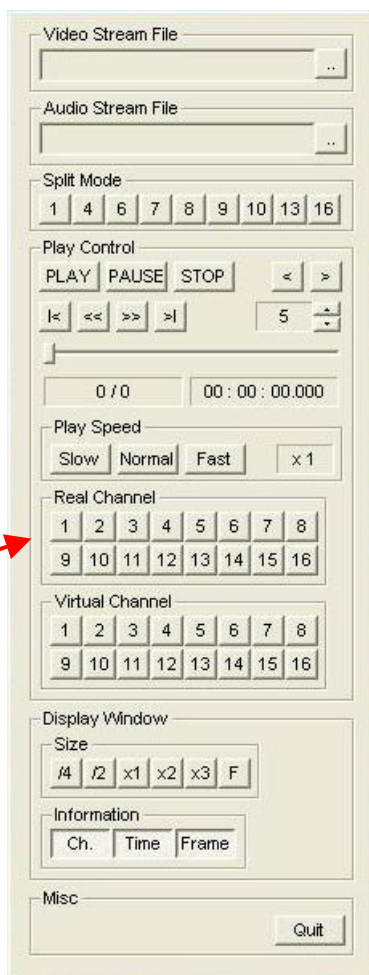 Video Stream File
..
Audio Stream File
..
Split Mode
1 4 6 7 8 9 10 13 16
Play Control
PLAY PAUSE STOP < >
I< << >> >I 5
0 / 0 00 : 00 : 00.000
Play Speed
Slow Normal Fast x 1
Real Channel
1 2 3 4 5 6 7 8
9 10 11 12 13 14 15 16
Virtual Channel
1 2 3 4 5 6 7 8
9 10 11 12 13 14 15 16
Display Window
Size
/4 /2 x1 x2 x3 F
Information
Ch. Time Frame
Misc
Quit